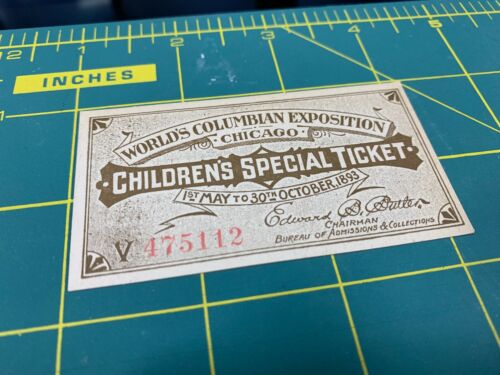 1 2 3 4 5
INCHES
WORLD'S COLUMBIAN EXPOSITION
CHICAGO
CHILDREN'S SPECIAL TICKET.
1ST MAY TO 30TH OCTOBER, 1893
Edward B. Butler
CHAIRMAN
BUREAU OF ADMISSIONS & COLLECTIONS
V 475112
1